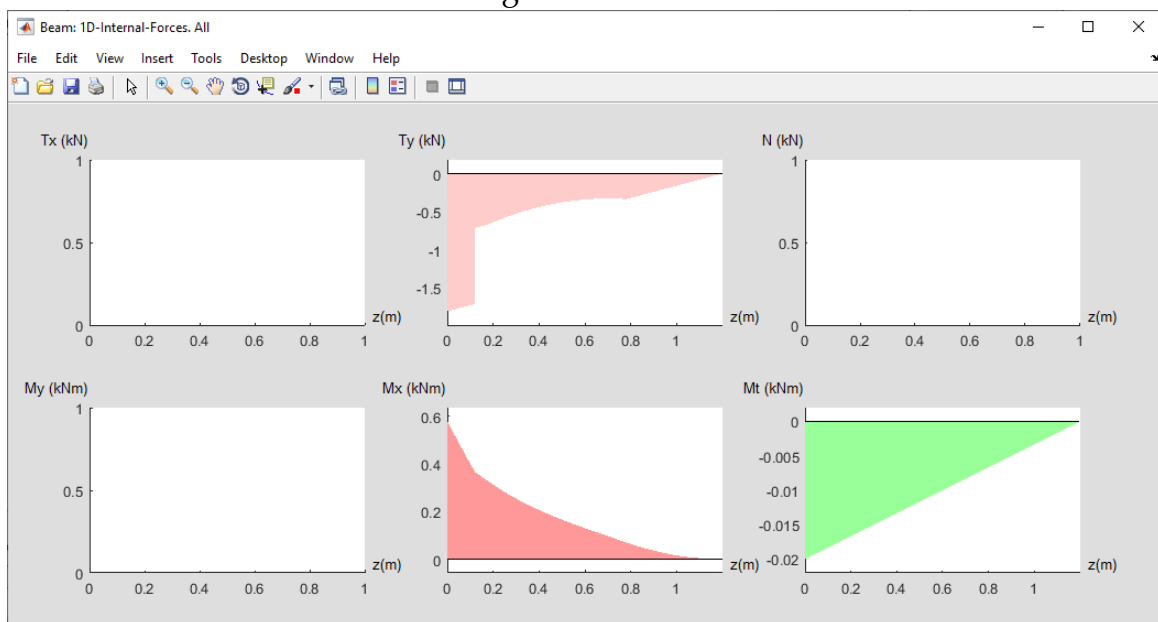 Beam: 1D-Internal-Forces. All
File Edit View Insert Tools Desktop Window Help
Tx (kN)
1
0.5
0
0 0.2 0.4 0.6 0.8 1
z(m)
Ty (kN)
0
-0.5
-1
-1.5
0 0.2 0.4 0.6 0.8 1
z(m)
N (kN)
1
0.5
0
0 0.2 0.4 0.6 0.8 1
z(m)
My (kNm)
1
0.5
0
0 0.2 0.4 0.6 0.8 1
z(m)
Mx (kNm)
0.6
0.4
0.2
0
0 0.2 0.4 0.6 0.8 1
z(m)
Mt (kNm)
0
-0.005
-0.01
-0.015
-0.02
0 0.2 0.4 0.6 0.8 1
z(m)